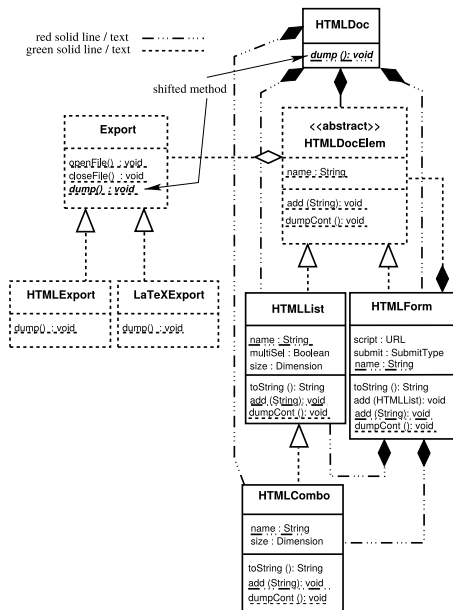 red solid line / text
green solid line / text
HTMLDoc
dump (): void
shifted method
Export
openFile() : void
closeFile() : void
dump() : void
<<abstract>>
HTMLDocElem
name : String
add (String): void
dumpCont (): void
HTMLExport
dump() : void
LaTeXExport
dump() : void
HTMLList
name : String
multiSel : Boolean
size : Dimension
toString (): String
add (String): void
dumpCont (): void
HTMLForm
script : URL
submit : SubmitType
name : String
toString (): String
add (HTMLList): void
add (String): void
dumpCont (): void
HTMLCombo
name : String
size : Dimension
toString (): String
add (String): void
dumpCont (): void